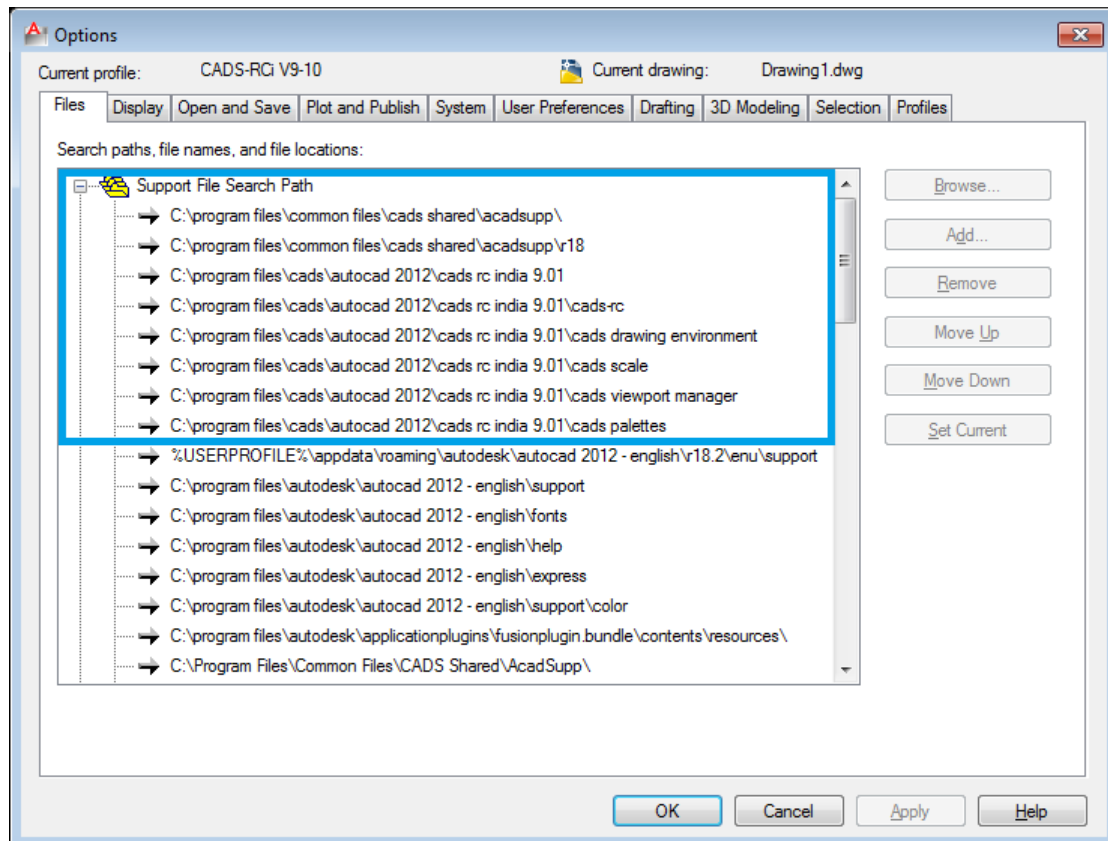 Options
Current profile: CADS-RCi V9-10 Current drawing: Drawing1.dwg
Files Display Open and Save Plot and Publish System User Preferences Drafting 3D Modeling Selection Profiles
Search paths, file names, and file locations:
Support File Search Path
C:\program files\common files\cads shared\acadsupp\
C:\program files\common files\cads shared\acadsupp\r18
C:\program files\cads\autocad 2012\cads rc india 9.01
C:\program files\cads\autocad 2012\cads rc india 9.01\cads-rc
C:\program files\cads\autocad 2012\cads rc india 9.01\cads drawing environment
C:\program files\cads\autocad 2012\cads rc india 9.01\cads scale
C:\program files\cads\autocad 2012\cads rc india 9.01\cads viewport manager
C:\program files\cads\autocad 2012\cads rc india 9.01\cads palettes
%USERPROFILE%\appdata\roaming\autodesk\autocad 2012 - english\r18.2\enu\support
C:\program files\autodesk\autocad 2012 - english\support
C:\program files\autodesk\autocad 2012 - english\fonts
C:\program files\autodesk\autocad 2012 - english\help
C:\program files\autodesk\autocad 2012 - english\express
C:\program files\autodesk\autocad 2012 - english\support\color
C:\program files\autodesk\applicationplugins\fusionplugin.bundle\contents\resources\
C:\Program Files\Common Files\CADS Shared\AcadSupp\
Browse...
Add...
Remove
Move Up
Move Down
Set Current
OK Cancel Apply Help